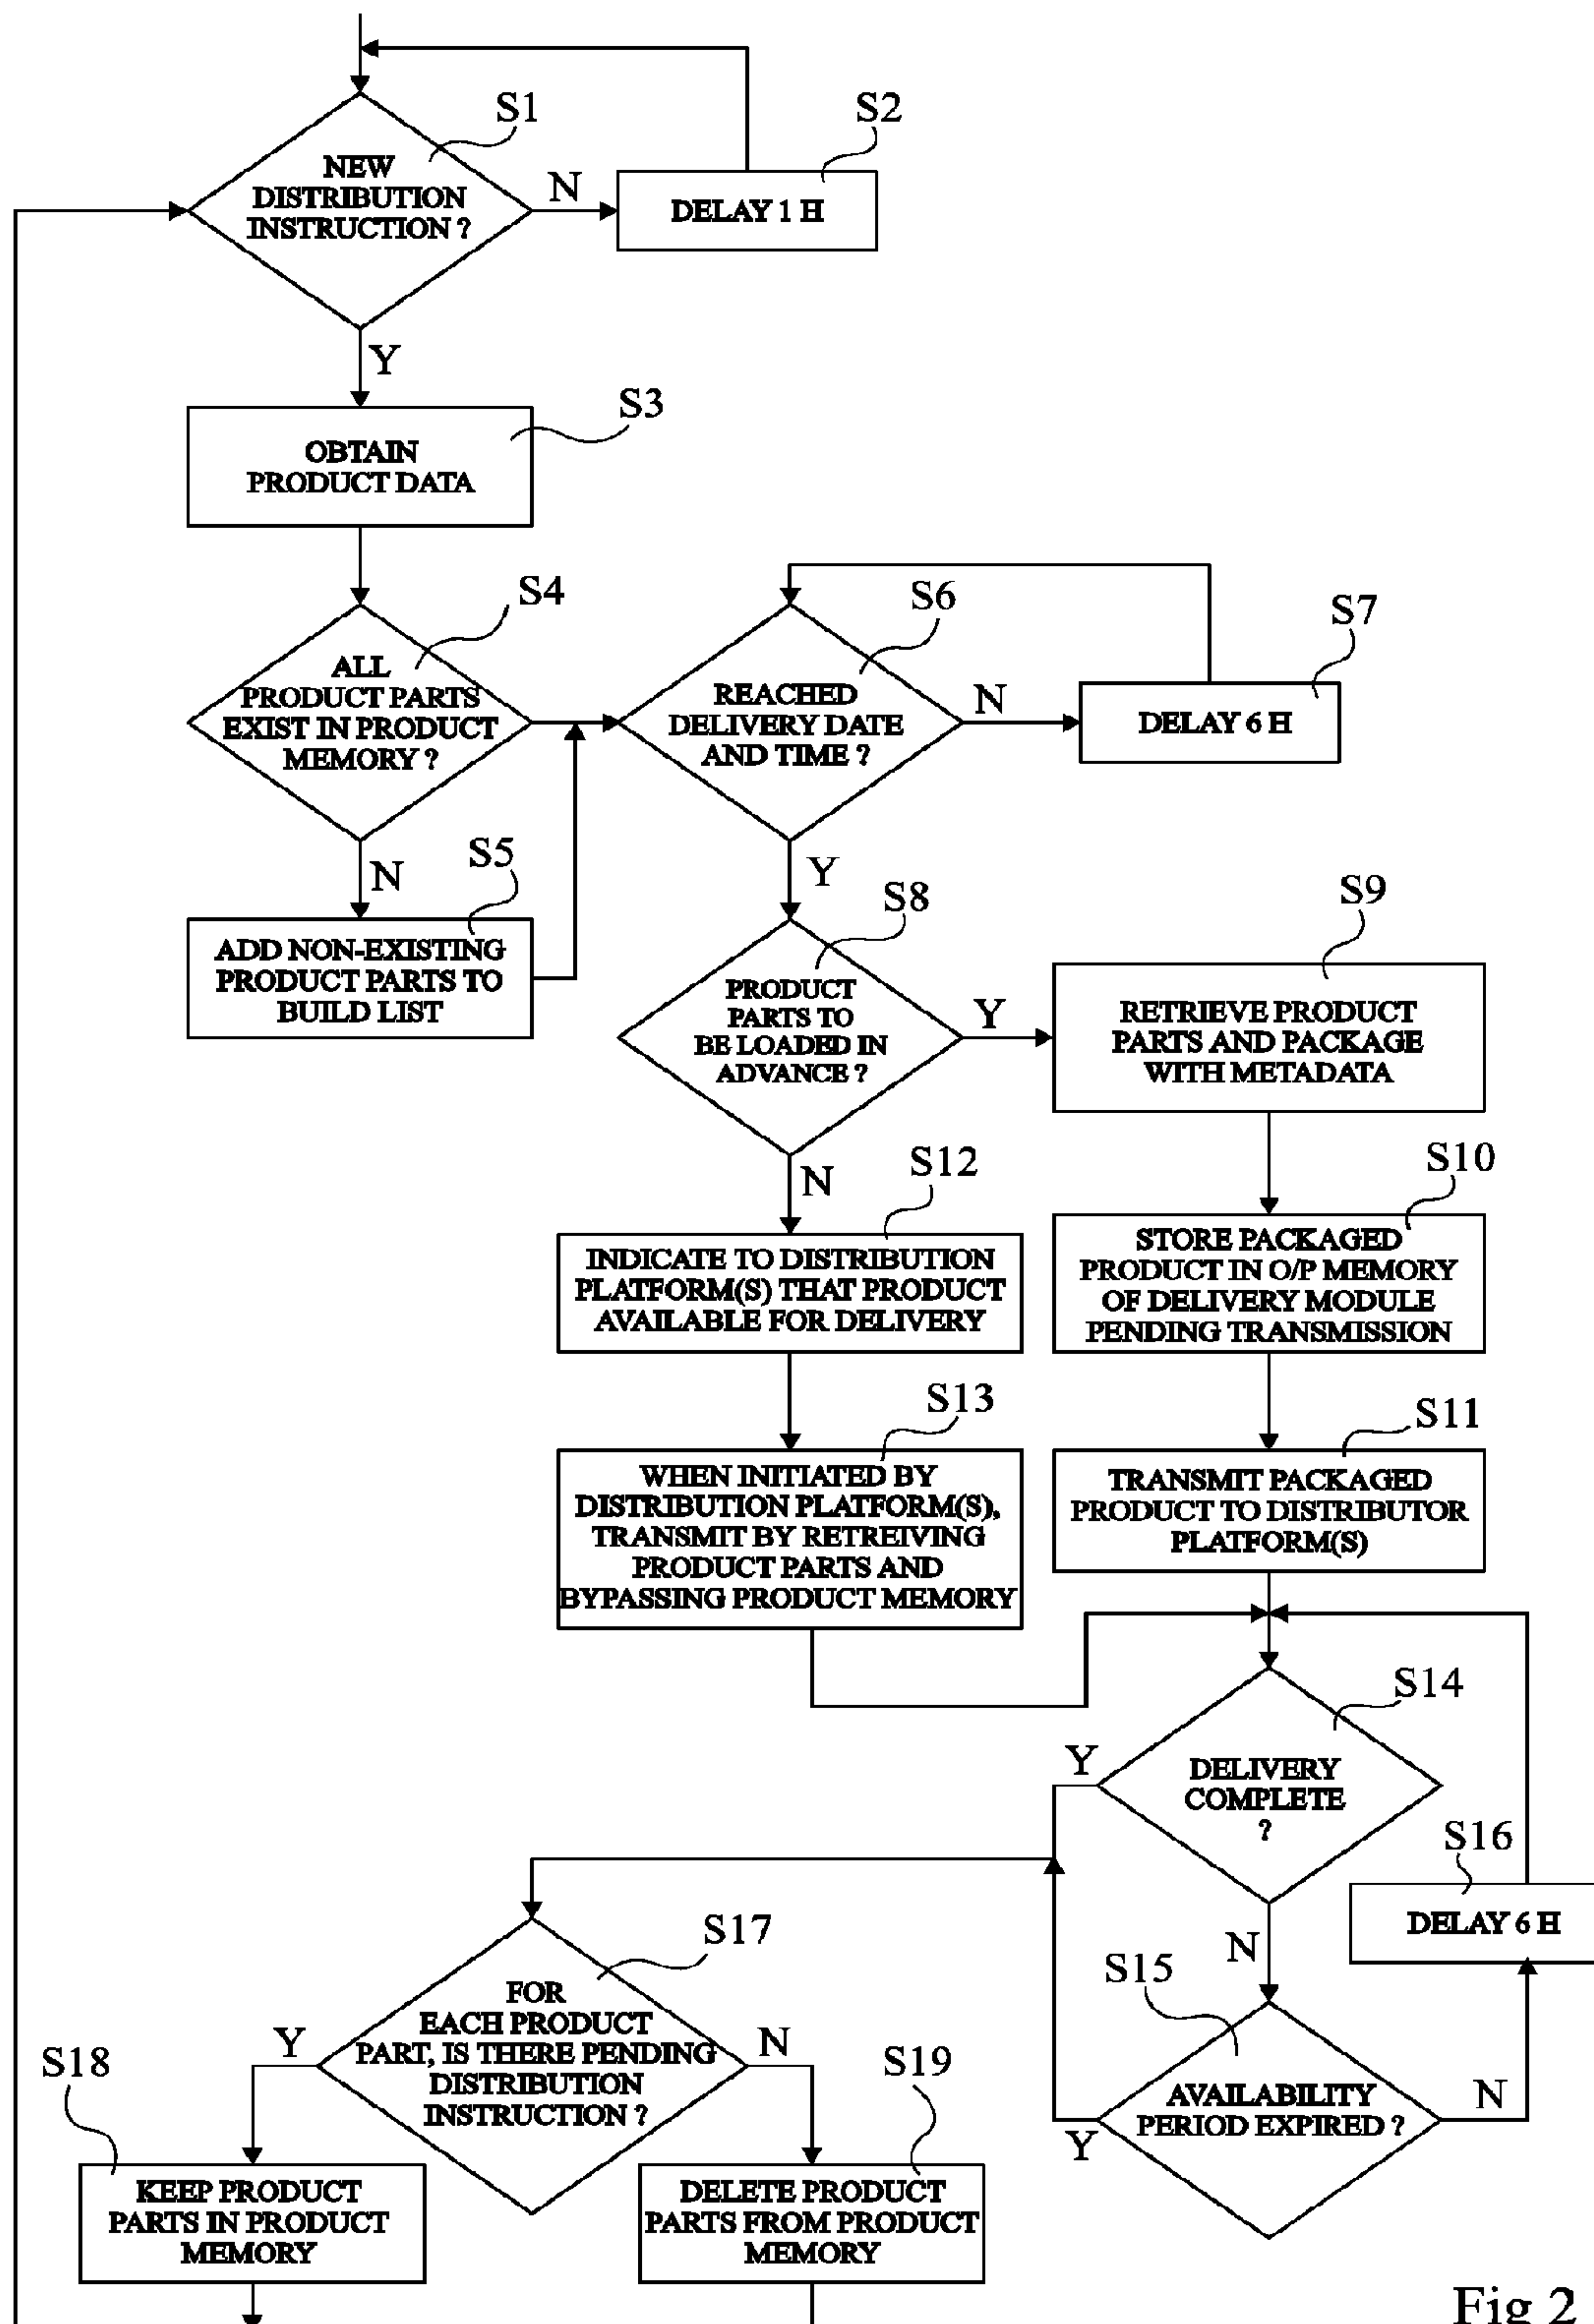 S1
NEW
DISTRIBUTION
INSTRUCTION ?
N
S2
DELAY 1 H
Y
S3
OBTAIN
PRODUCT DATA
S4
ALL
PRODUCT PARTS
EXIST IN PRODUCT
MEMORY ?
N
S5
ADD NON-EXISTING
PRODUCT PARTS TO
BUILD LIST
S6
REACHED
DELIVERY DATE
AND TIME ?
N
S7
DELAY 6 H
Y
S8
PRODUCT
PARTS TO
BE LOADED IN
ADVANCE ?
Y
S9
RETRIEVE PRODUCT
PARTS AND PACKAGE
WITH METADATA
N
S12
INDICATE TO DISTRIBUTION
PLATFORM(S) THAT PRODUCT
AVAILABLE FOR DELIVERY
S10
STORE PACKAGED
PRODUCT IN O/P MEMORY
OF DELIVERY MODULE
PENDING TRANSMISSION
S13
WHEN INITIATED BY
DISTRIBUTION PLATFORM(S),
TRANSMIT BY RETREIVING
PRODUCT PARTS AND
BYPASSING PRODUCT MEMORY
S11
TRANSMIT PACKAGED
PRODUCT TO DISTRIBUTOR
PLATFORM(S)
S14
DELIVERY
COMPLETE
?
Y
N
S16
DELAY 6 H
S15
AVAILABILITY
PERIOD EXPIRED ?
N
Y
S17
FOR
EACH PRODUCT
PART, IS THERE PENDING
DISTRIBUTION
INSTRUCTION ?
Y
N
S18
KEEP PRODUCT
PARTS IN PRODUCT
MEMORY
S19
DELETE PRODUCT
PARTS FROM PRODUCT
MEMORY
Fig 2